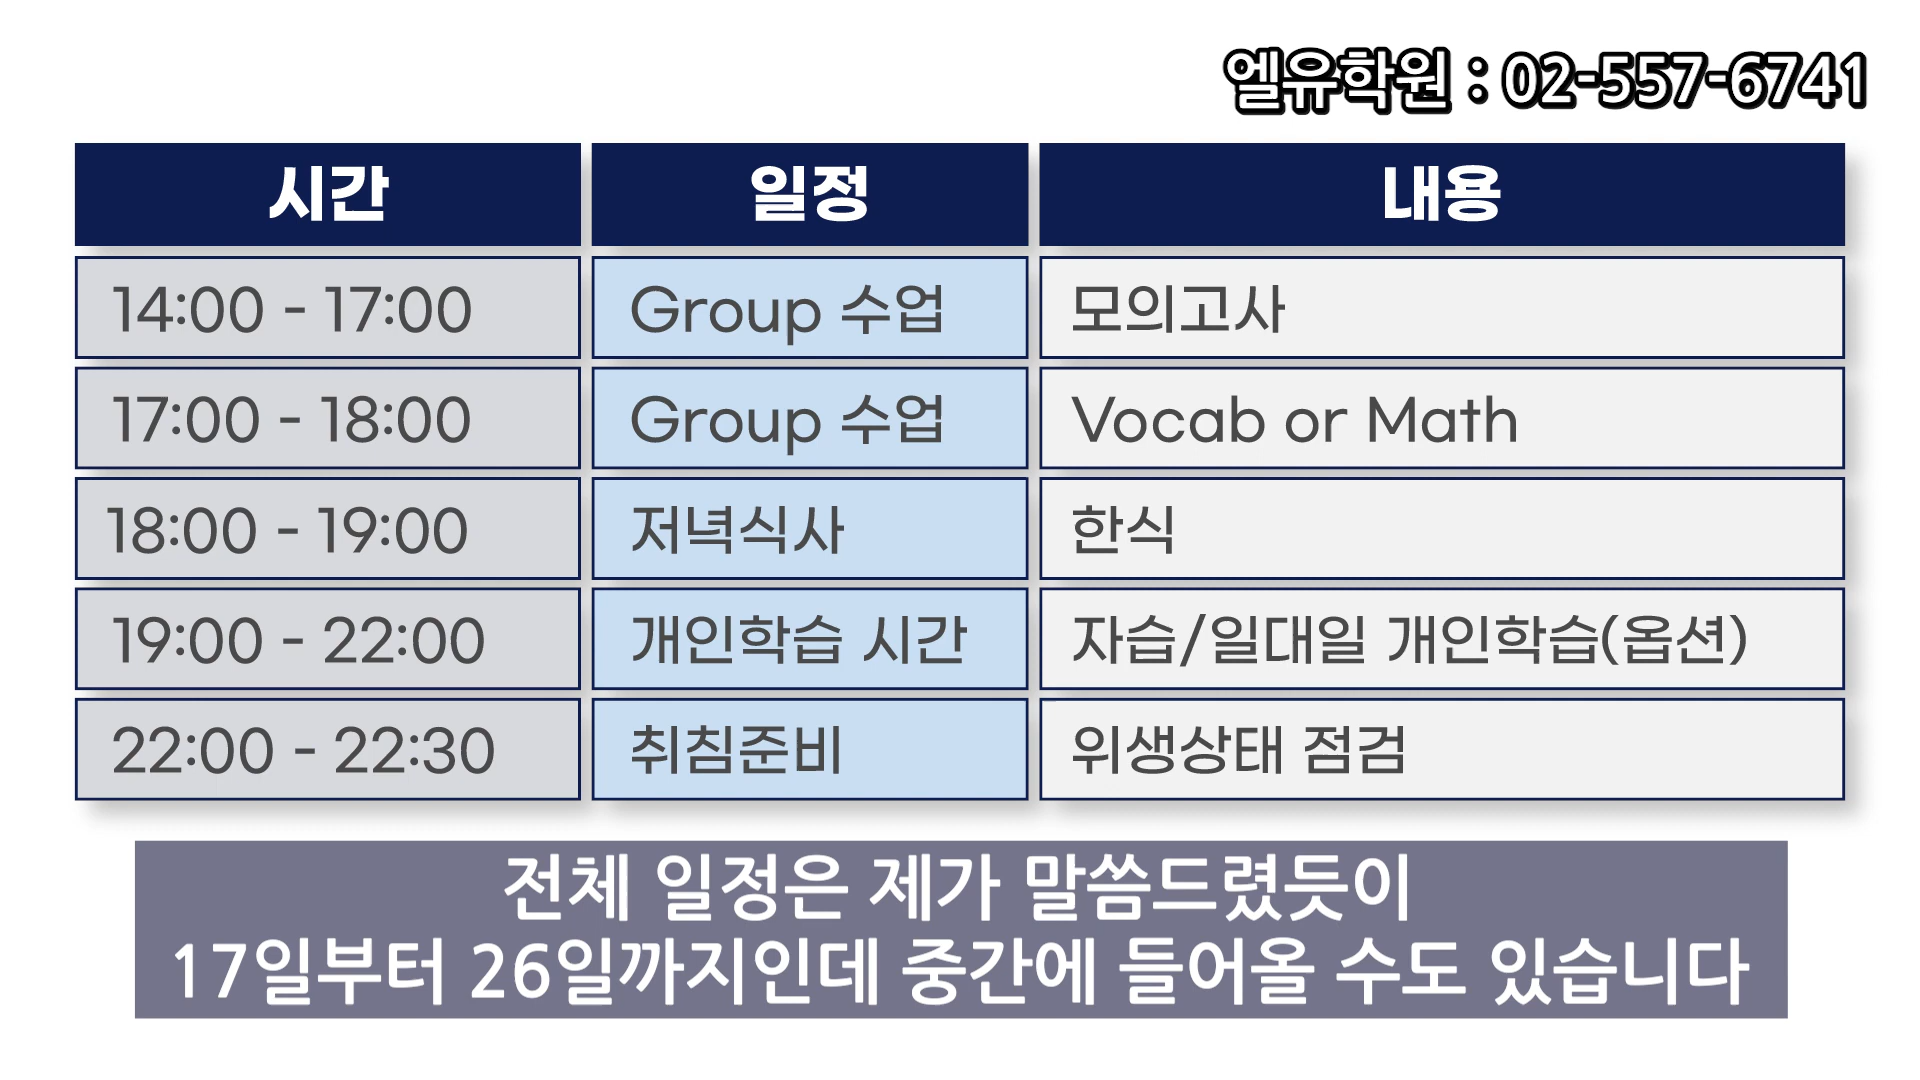 엘유학원 : 02-557-6741
시간 일정 내용
14:00 - 17:00 Group 수업 모의고사
17:00 - 18:00 Group 수업 Vocab or Math
18:00 - 19:00 저녁식사 한식
19:00 - 22:00 개인학습 시간 자습/일대일 개인학습(옵션)
22:00 - 22:30 취침준비 위생상태 점검
전체 일정은 제가 말씀드렸듯이
17일부터 26일까지인데 중간에 들어올 수도 있습니다